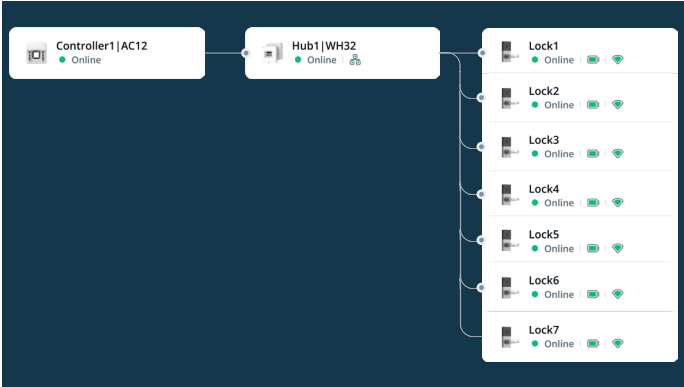 Controller1|AC12
Online
Hub1|WH32
Online
Lock1
Online
Lock2
Online
Lock3
Online
Lock4
Online
Lock5
Online
Lock6
Online
Lock7
Online